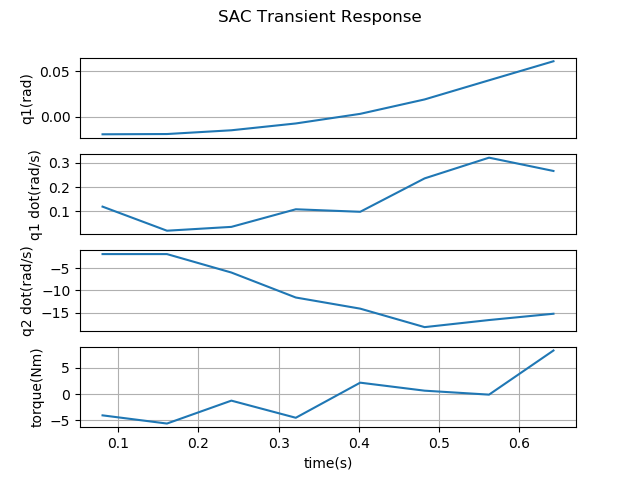 SAC Transient Response
q1(rad)
0.05
0.00
q1 dot(rad/s)
0.3
0.2
0.1
q2 dot(rad/s)
−5
−10
−15
torque(Nm)
5
0
−5
0.1 0.2 0.3 0.4 0.5 0.6
time(s)